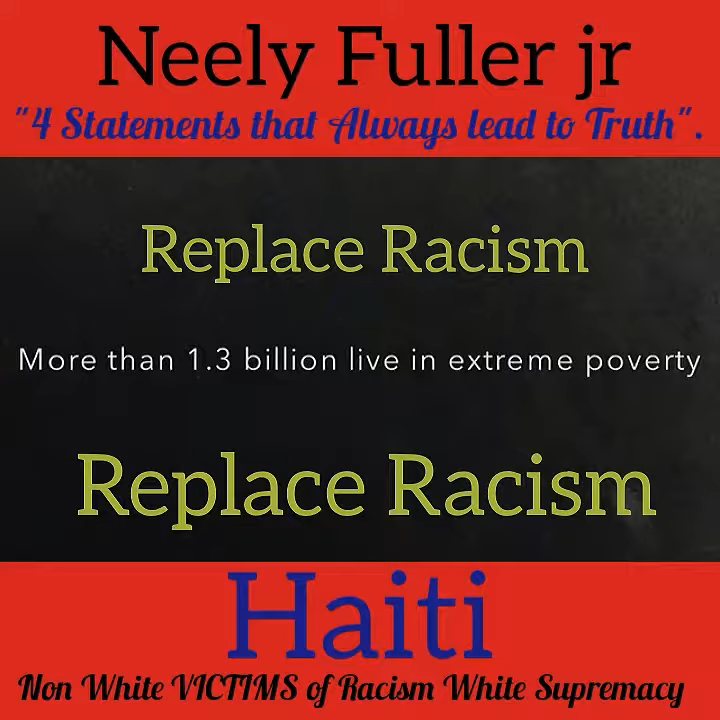 Neely Fuller jr
"4 Statements that Always lead to Truth".
Replace Racism
More than 1.3 billion live in extreme poverty
Replace Racism
Haiti
Non White VICTIMS of Racism White Supremacy